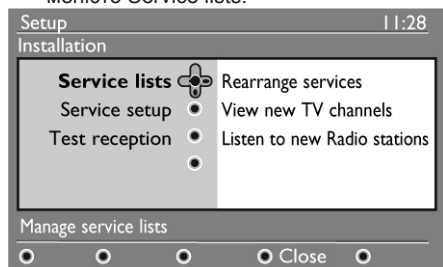 Setup 11:28
Installation
Service lists Rearrange services
Service setup View new TV channels
Test reception Listen to new Radio stations
Manage service lists
Close